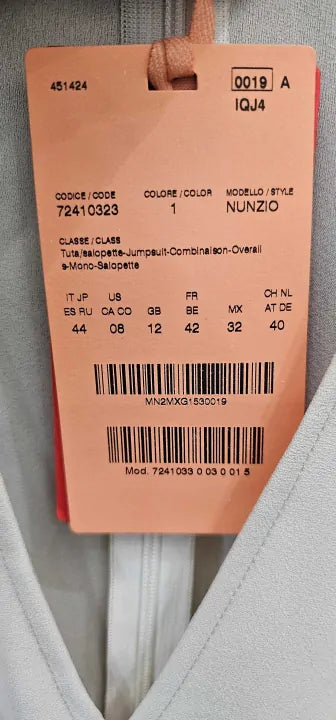 451424 0019 A
IQJ4
CODICE / CODE COLORE / COLOR MODELLO / STYLE
72410323 1 NUNZIO
CLASSE / CLASS
Tuta/salopette-Jumpsuit-Combinaison-Overall
s-Mono-Salopette
IT JP US FR CH NL
ES RU CA CO GB BE MX AT DE
44 08 12 42 32 40
MN2MXG1530019
Mod. 7241033 0 03 0 01 5